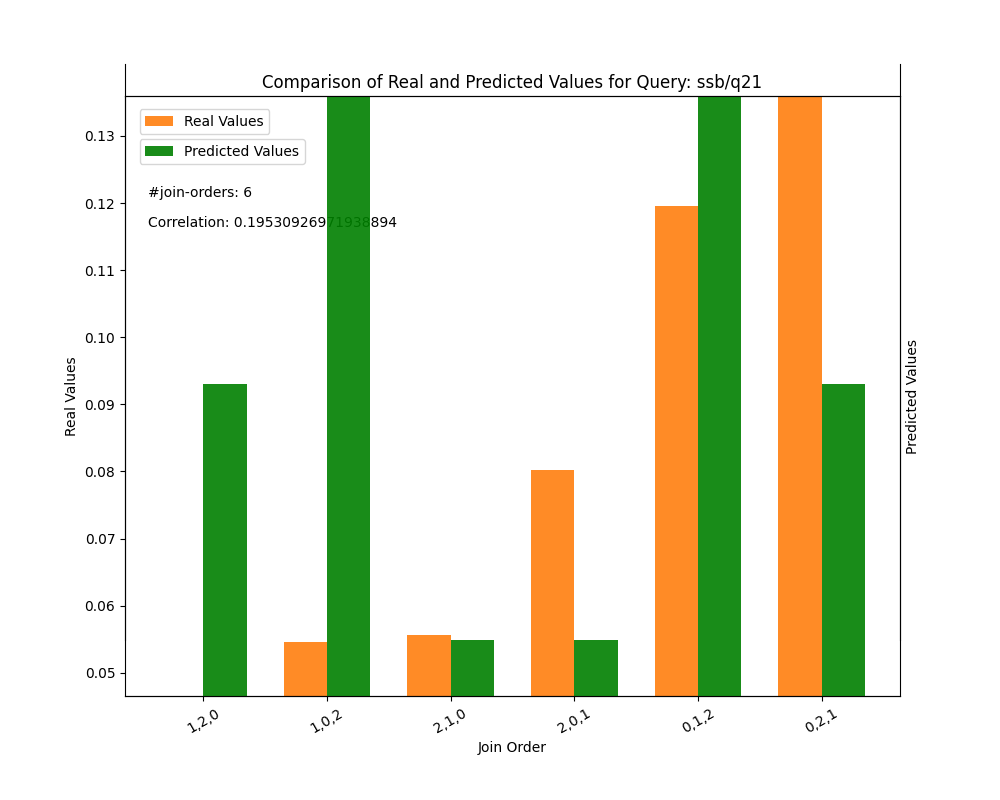 Comparison of Real and Predicted Values for Query: ssb/q21
Real Values
Predicted Values
#join-orders: 6
Correlation: 0.19530926971938894
0.13
0.12
0.11
0.10
0.09
0.08
0.07
0.06
0.05
Real Values
Predicted Values
1,2,0
1,0,2
2,1,0
2,0,1
0,1,2
0,2,1
Join Order